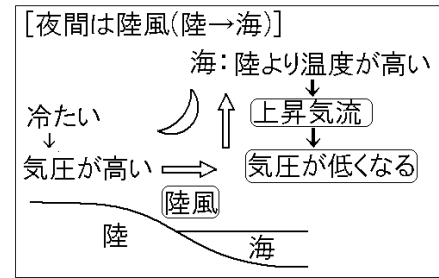 [夜間は陸風(陸→海)]
海：陸より温度が高い
↓
冷たい
上昇気流
↓
↓
気圧が高い⇨気圧が低くなる
陸風
陸
海